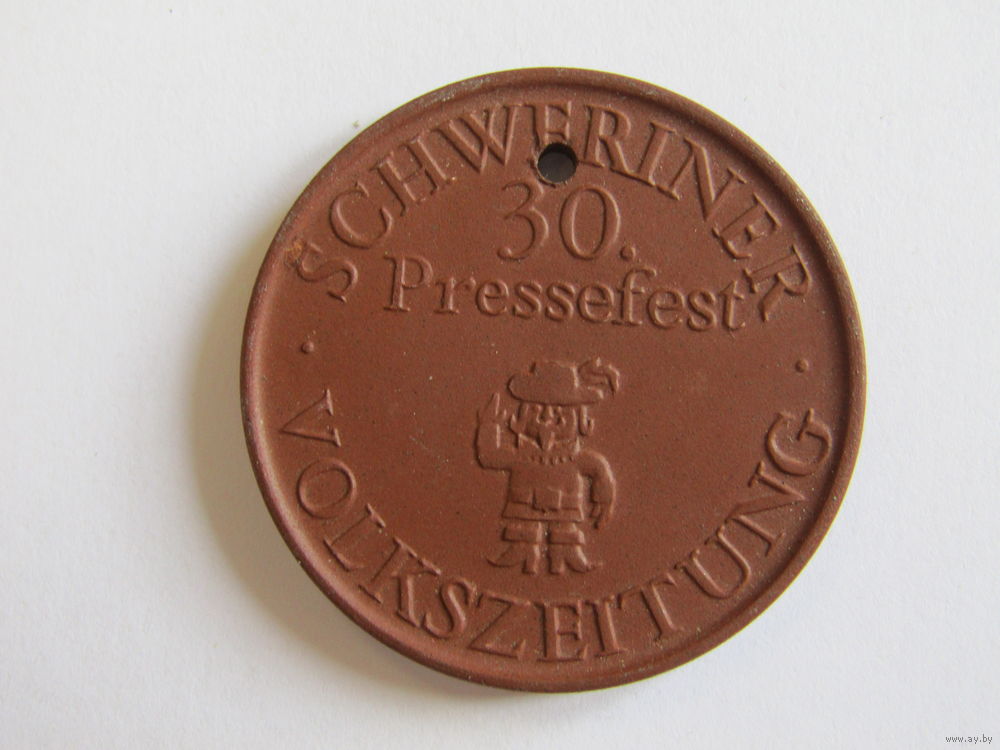 SCHWERINER
30.
Pressefest
· VOLKSZEITUNG ·
www.ay.by